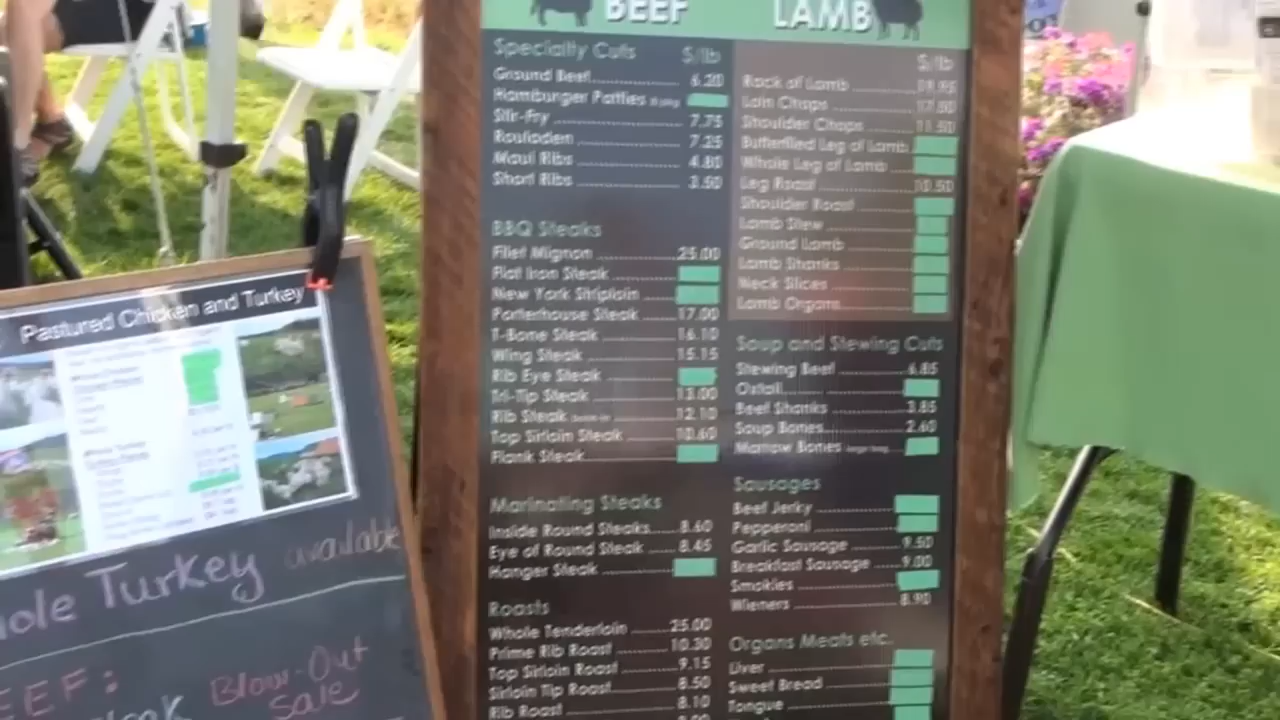 BEEF
LAMB
Specialty Cuts $/lb
Ground Beef 6.20
Hamburger Patties
Stir-Fry 7.75
Rouladen 7.25
Maui Ribs 4.80
Short Ribs 3.50
BBQ Steaks
Filet Mignon 25.00
Flat Iron Steak
New York Striploin
Porterhouse Steak 17.00
T-Bone Steak 16.10
Wing Steak 15.15
Rib Eye Steak
Tri-Tip Steak 13.00
Rib Steak 12.10
Top Sirloin Steak 10.60
Flank Steak
Marinating Steaks
Inside Round Steaks 8.60
Eye of Round Steak 8.45
Hanger Steak
Roasts
Whole Tenderloin 25.00
Prime Rib Roast 10.30
Top Sirloin Roast 9.15
Sirloin Tip Roast 8.50
Rib Roast 8.10
$/lb
Rack of Lamb
Loin Chops 17.50
Shoulder Chops 11.50
Butterflied Leg of Lamb
Whole Leg of Lamb
Leg Roast 10.50
Shoulder Roast
Lamb Stew
Ground Lamb
Lamb Shanks
Neck Slices
Lamb Organs
Soup and Stewing Cuts
Stewing Beef 6.85
Oxtail
Beef Shanks 3.85
Soup Bones 2.60
Marrow Bones
Sausages
Beef Jerky
Pepperoni
Garlic Sausage 9.50
Breakfast Sausage 9.00
Smokies
Wieners 8.90
Organs Meats etc.
Liver
Sweet Bread
Tongue
Pastured Chicken and Turkey
ole Turkey available
EEF:
Blow-Out
Sale